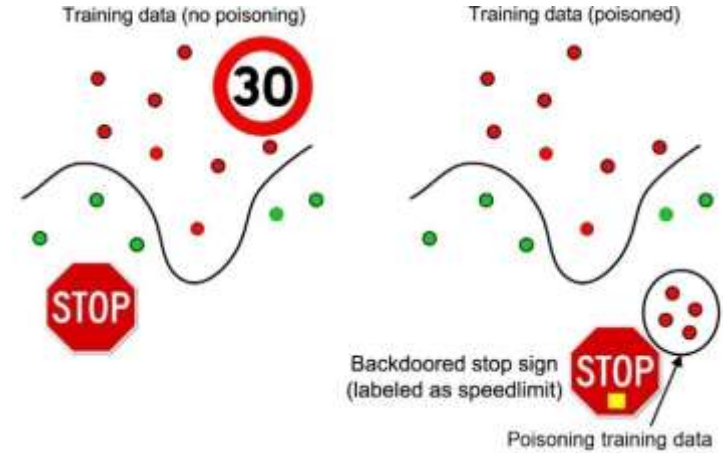 Training data (no poisoning)
Training data (poisoned)
30
STOP
Backdoored stop sign
(labeled as speedlimit)
STOP
Poisoning training data